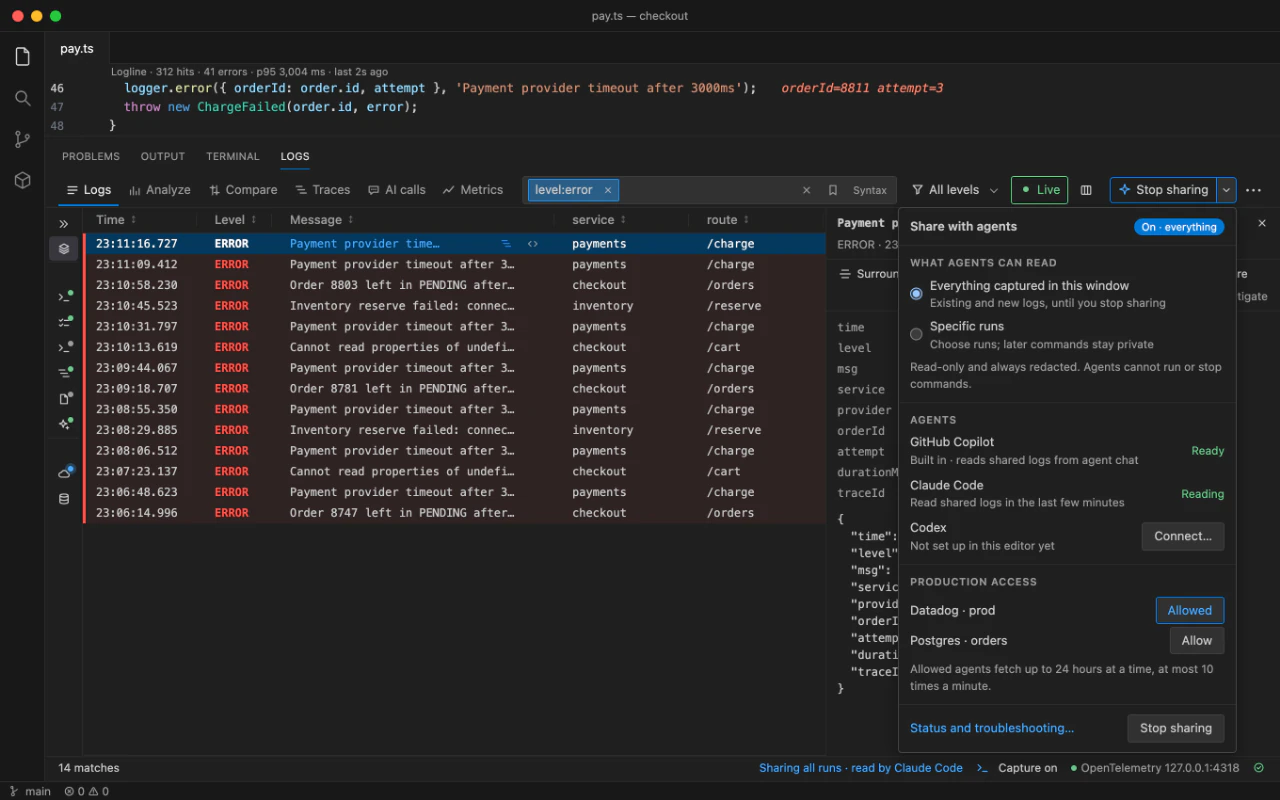 pay.ts — checkout
pay.ts
Logline · 312 hits · 41 errors · p95 3,004 ms · last 2s ago
46 logger.error({ orderId: order.id, attempt }, 'Payment provider timeout after 3000ms'); orderId=8811 attempt=3
47 throw new ChargeFailed(order.id, error);
48 }
PROBLEMS OUTPUT TERMINAL LOGS
Logs Analyze Compare Traces AI calls Metrics level:error × × Syntax All levels Live Stop sharing ···
Time Level Message service route
23:11:16.727 ERROR Payment provider time… payments /charge
23:11:09.412 ERROR Payment provider timeout after 3… payments /charge
23:10:58.230 ERROR Order 8803 left in PENDING after… checkout /orders
23:10:45.523 ERROR Inventory reserve failed: connec… inventory /reserve
23:10:31.797 ERROR Payment provider timeout after 3… payments /charge
23:10:13.619 ERROR Cannot read properties of undefi… checkout /cart
23:09:44.067 ERROR Payment provider timeout after 3… payments /charge
23:09:18.707 ERROR Order 8781 left in PENDING after… checkout /orders
23:08:55.350 ERROR Payment provider timeout after 3… payments /charge
23:08:29.885 ERROR Inventory reserve failed: connec… inventory /reserve
23:08:06.512 ERROR Payment provider timeout after 3… payments /charge
23:07:23.137 ERROR Cannot read properties of undefi… checkout /cart
23:06:48.623 ERROR Payment provider timeout after 3… payments /charge
23:06:14.996 ERROR Order 8747 left in PENDING after… checkout /orders
Payment p
ERROR · 23
Surroun
time
level
msg
service
provider
orderId
attempt
durationM
traceId
{
"time":
"level"
"msg":
"servic
"provid
"orderI
"attemp
"durati
"traceI
}
re
tigate
Share with agents On · everything
WHAT AGENTS CAN READ
Everything captured in this window
Existing and new logs, until you stop sharing
Specific runs
Choose runs; later commands stay private
Read-only and always redacted. Agents cannot run or stop
commands.
AGENTS
GitHub Copilot
Built in · reads shared logs from agent chat
Ready
Claude Code
Read shared logs in the last few minutes
Reading
Codex
Not set up in this editor yet
Connect...
PRODUCTION ACCESS
Datadog · prod Allowed
Postgres · orders Allow
Allowed agents fetch up to 24 hours at a time, at most 10
times a minute.
Status and troubleshooting... Stop sharing
14 matches Sharing all runs · read by Claude Code Capture on OpenTelemetry 127.0.0.1:4318
main 0 0